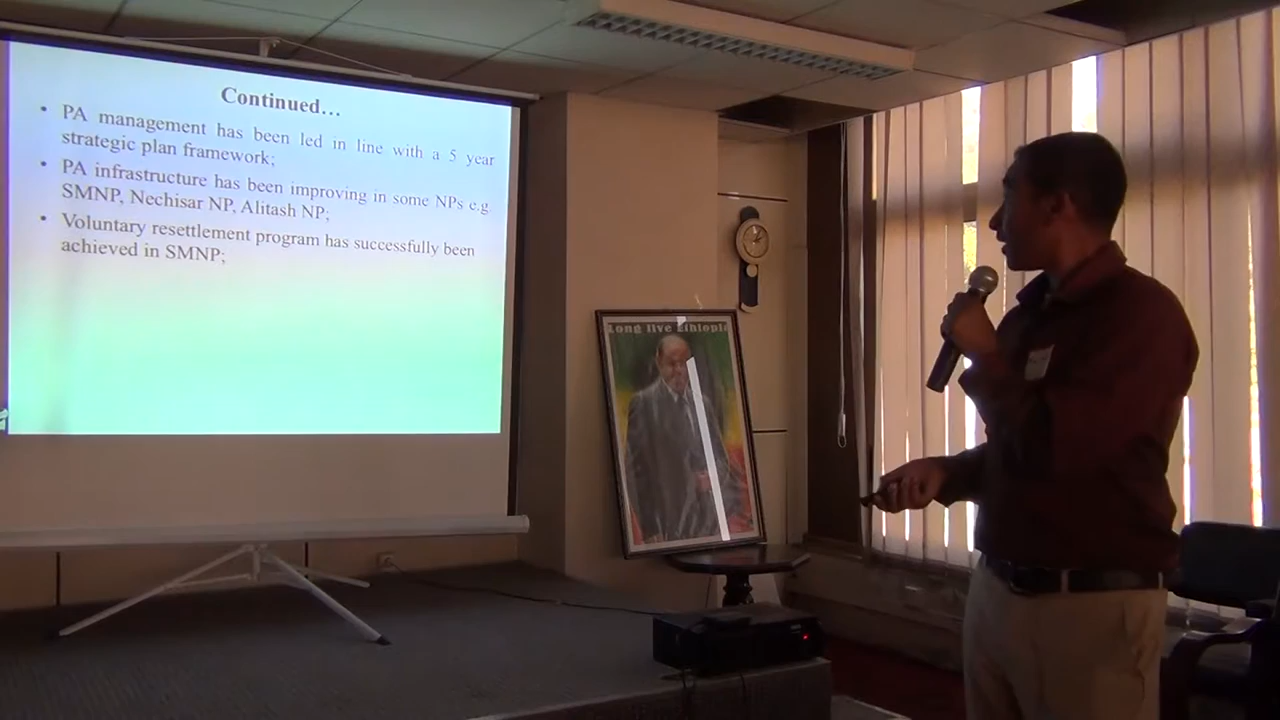 Continued…
• PA management has been led in line with a 5 year
strategic plan framework;
• PA infrastructure has been improving in some NPs e.g.
SMNP, Nechisar NP, Alitash NP;
• Voluntary resettlement program has successfully been
achieved in SMNP;
Long live Ethiopia